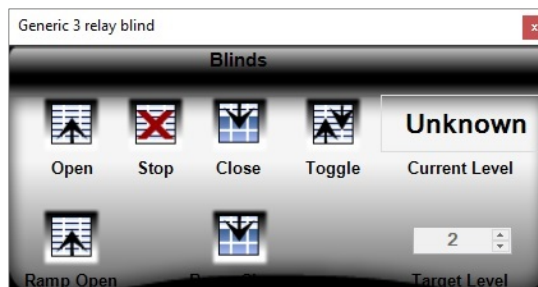 Generic 3 relay blind
x
Blinds
Unknown
Open Stop Close Toggle Current Level
2
Ramp Open Target Level